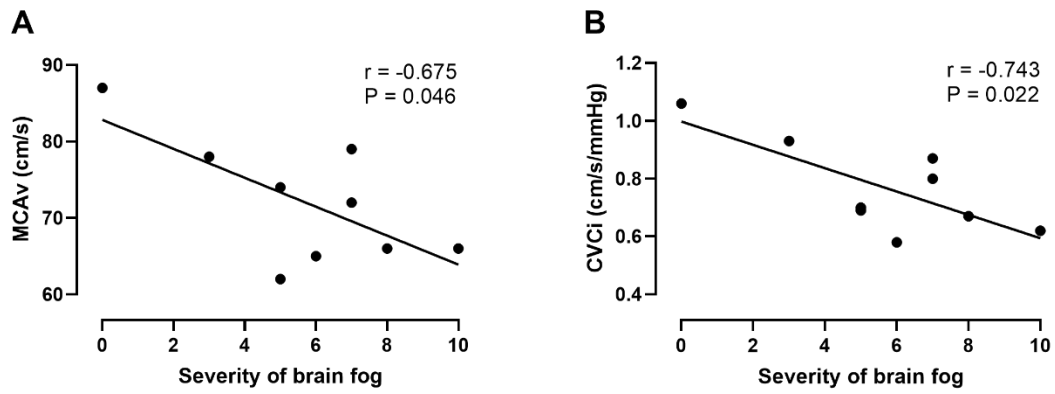 A
r = -0.675
P = 0.046
MCAv (cm/s)
90
80
70
60
0 2 4 6 8 10
Severity of brain fog
B
r = -0.743
P = 0.022
CVCi (cm/s/mmHg)
1.2
1.0
0.8
0.6
0.4
0 2 4 6 8 10
Severity of brain fog